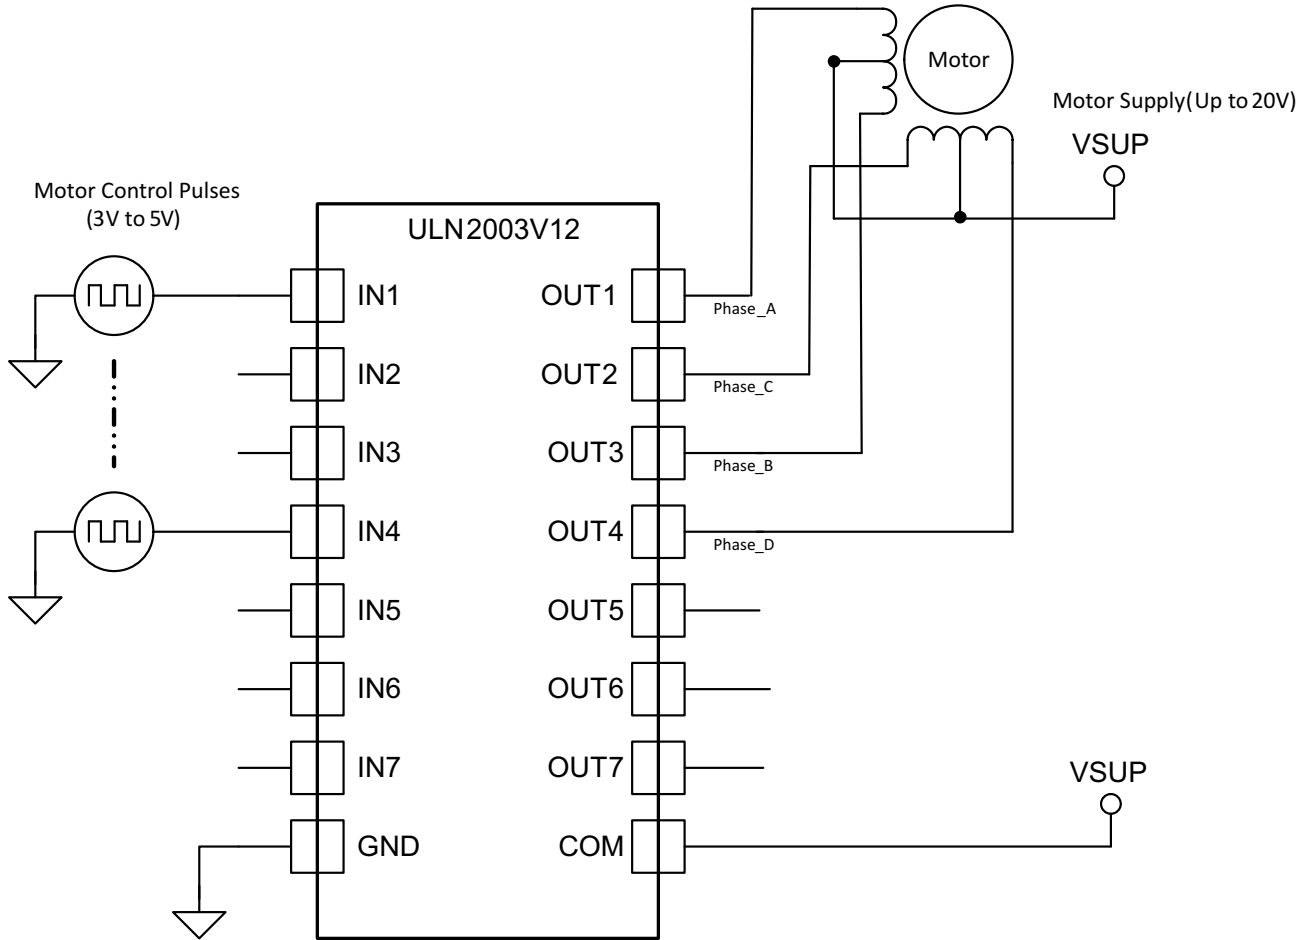 Motor
Motor Supply(Up to 20V)
VSUP
Motor Control Pulses
(3V to 5V)
ULN2003V12
IN1
OUT1
Phase_A
IN2
OUT2
Phase_C
IN3
OUT3
Phase_B
IN4
OUT4
Phase_D
IN5
OUT5
IN6
OUT6
IN7
OUT7
VSUP
GND
COM